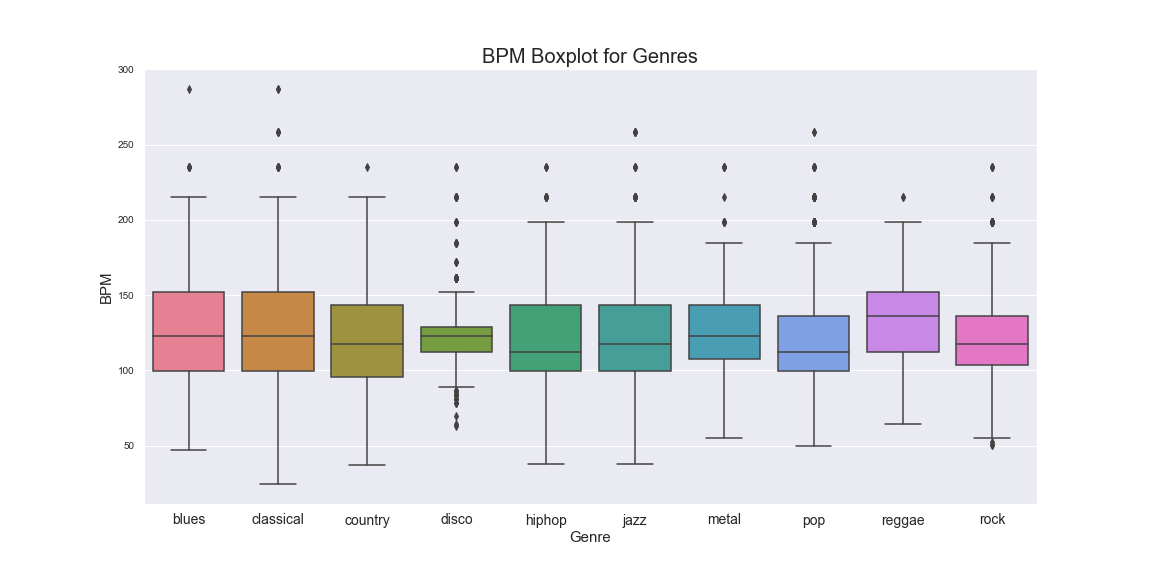 BPM Boxplot for Genres
300
250
200
150
100
50
BPM
blues classical country disco hiphop jazz metal pop reggae rock
Genre